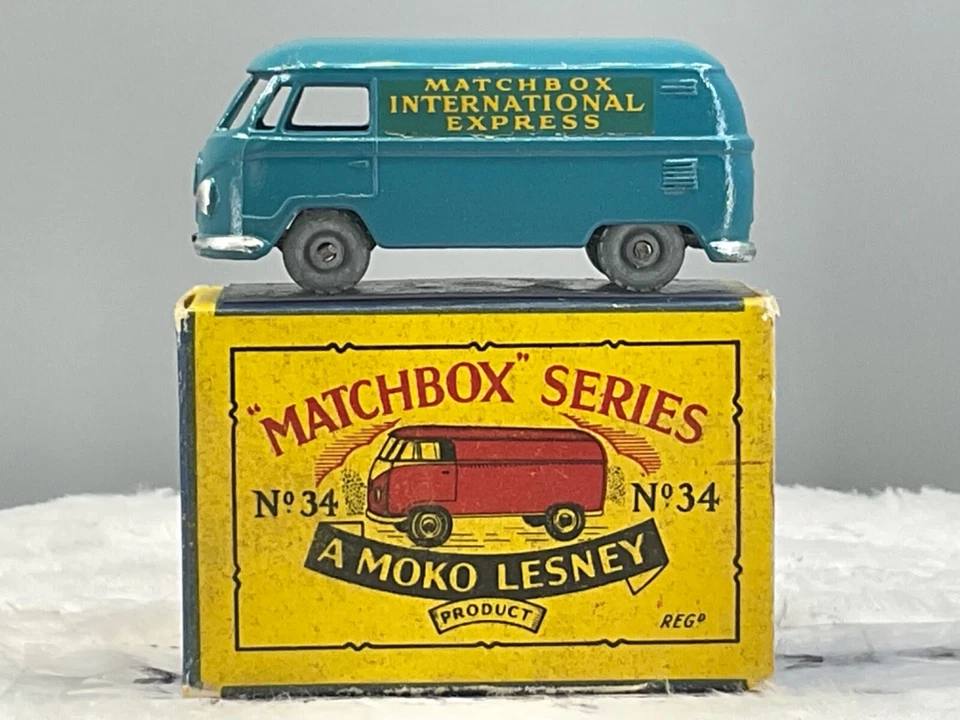 MATCHBOX
INTERNATIONAL
EXPRESS
"MATCHBOX" SERIES
Nº 34 Nº 34
A MOKO LESNEY
PRODUCT
REGD